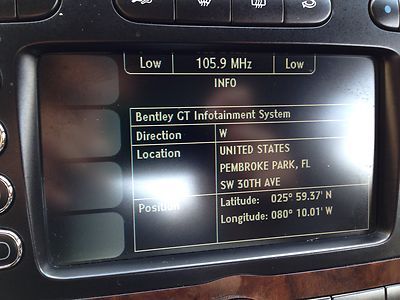 Low 105.9 MHz Low
INFO
Bentley GT Infotainment System
Direction W
Location UNITED STATES
PEMBROKE PARK, FL
SW 30TH AVE
Position Latitude: 025° 59.37' N
Longitude: 080° 10.01' W